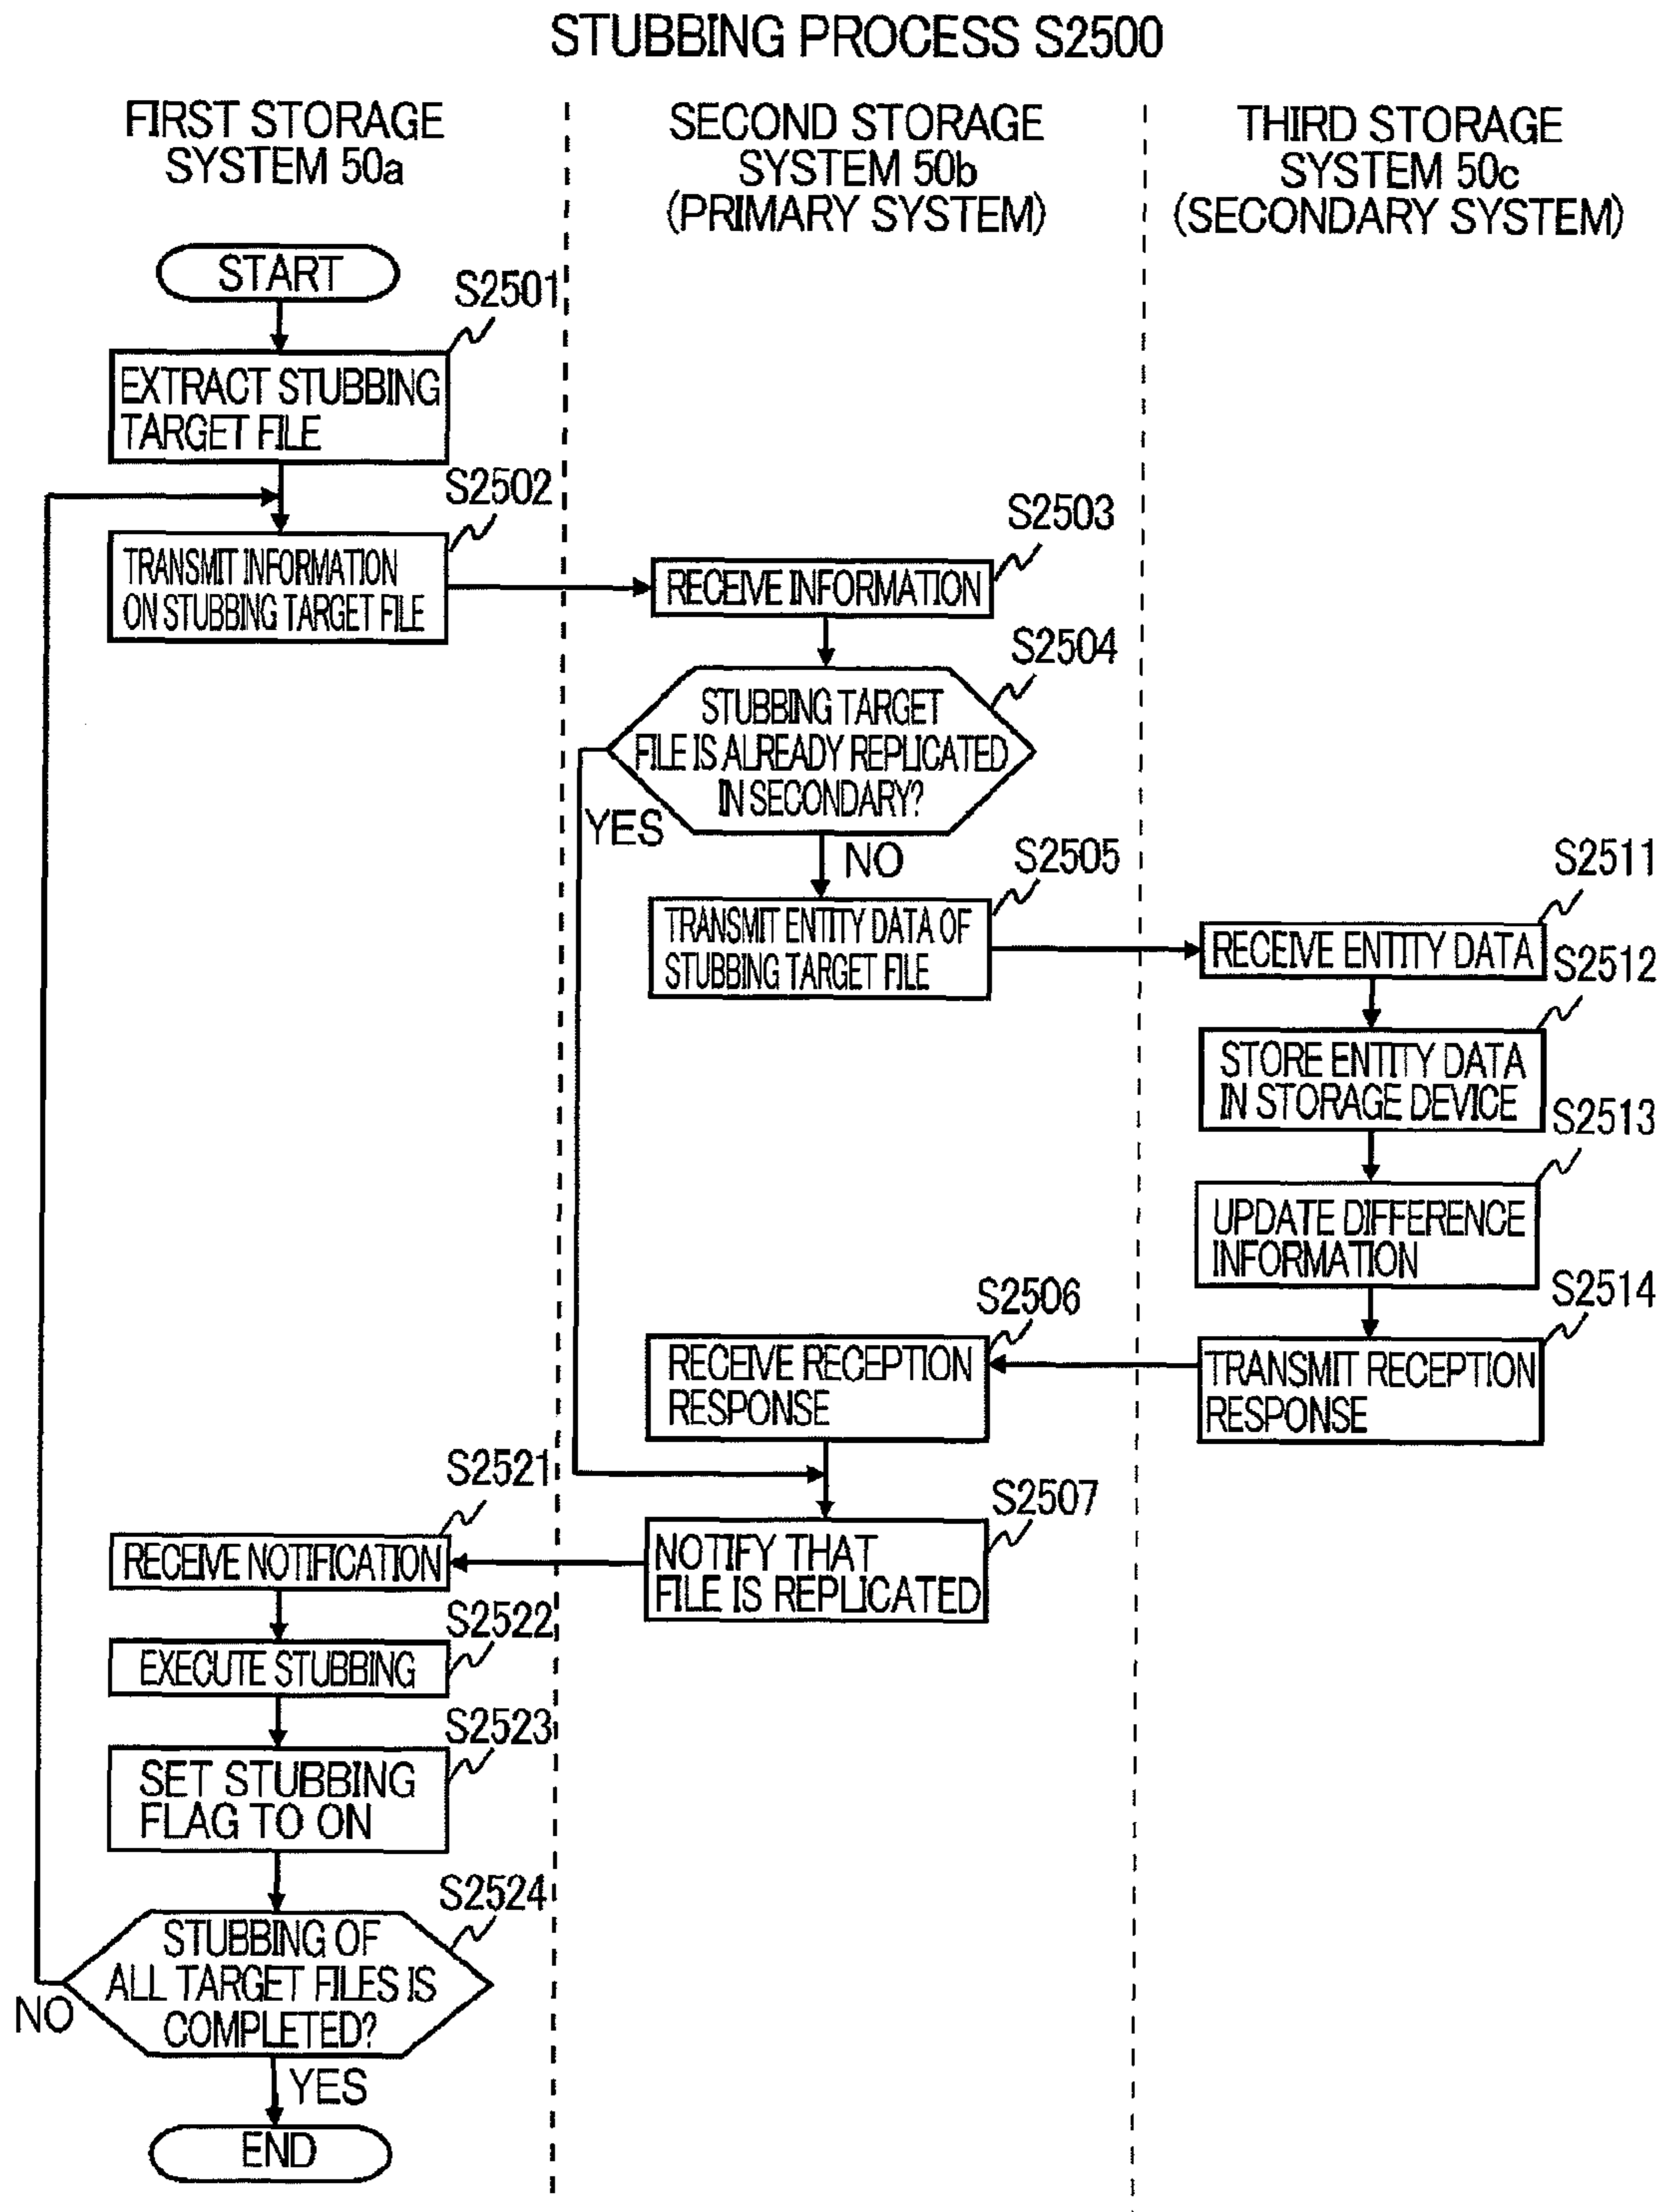 STUBBING PROCESS S2500
FIRST STORAGE
SYSTEM 50a
SECOND STORAGE
SYSTEM 50b
(PRIMARY SYSTEM)
THIRD STORAGE
SYSTEM 50c
(SECONDARY SYSTEM)
START
S2501
EXTRACT STUBBING
TARGET FILE
S2502
TRANSMIT INFORMATION
ON STUBBING TARGET FILE
S2503
RECEIVE INFORMATION
S2504
STUBBING TARGET
FILE IS ALREADY REPLICATED
IN SECONDARY?
YES
NO
S2505
TRANSMIT ENTITY DATA OF
STUBBING TARGET FILE
S2511
RECEIVE ENTITY DATA
S2512
STORE ENTITY DATA
IN STORAGE DEVICE
S2513
UPDATE DIFFERENCE
INFORMATION
S2514
TRANSMIT RECEPTION
RESPONSE
S2506
RECEIVE RECEPTION
RESPONSE
S2507
NOTIFY THAT
FILE IS REPLICATED
S2521
RECEIVE NOTIFICATION
S2522
EXECUTE STUBBING
S2523
SET STUBBING
FLAG TO ON
S2524
STUBBING OF
ALL TARGET FILES IS
COMPLETED?
NO
YES
END